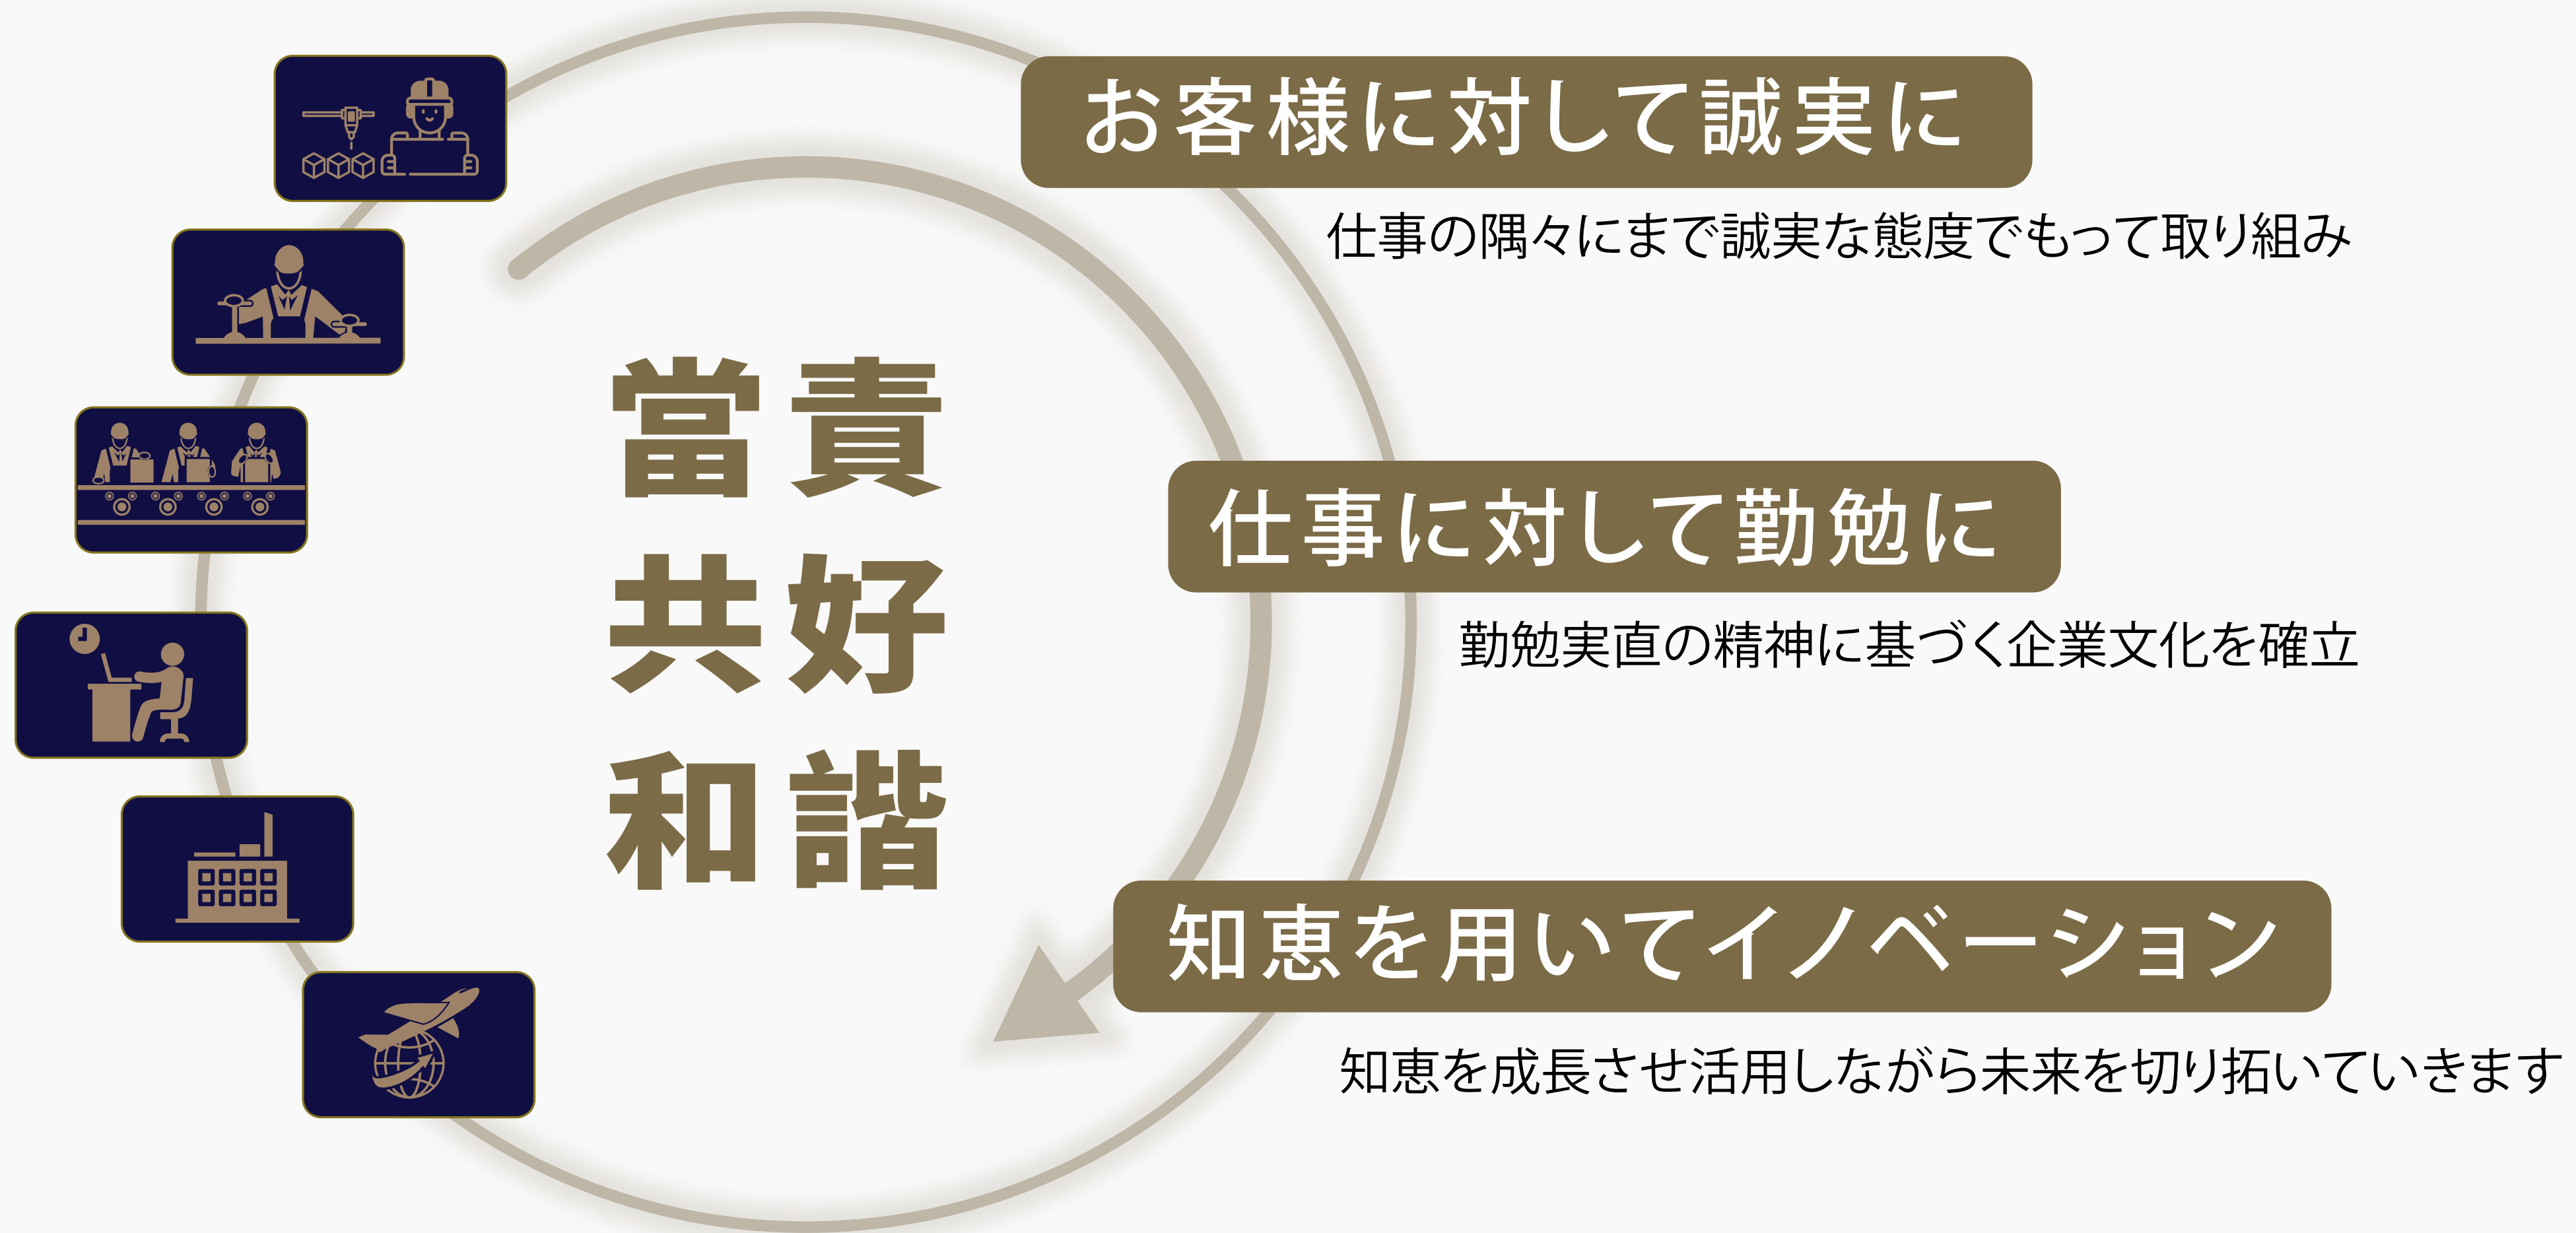 當責
共好
和諧
お客様に対して誠実に
仕事の隅々にまで誠実な態度でもって取り組み
仕事に対して勤勉に
勤勉実直の精神に基づく企業文化を確立
知恵を用いてイノベーション
知恵を成長させ活用しながら未来を切り拓いていきます